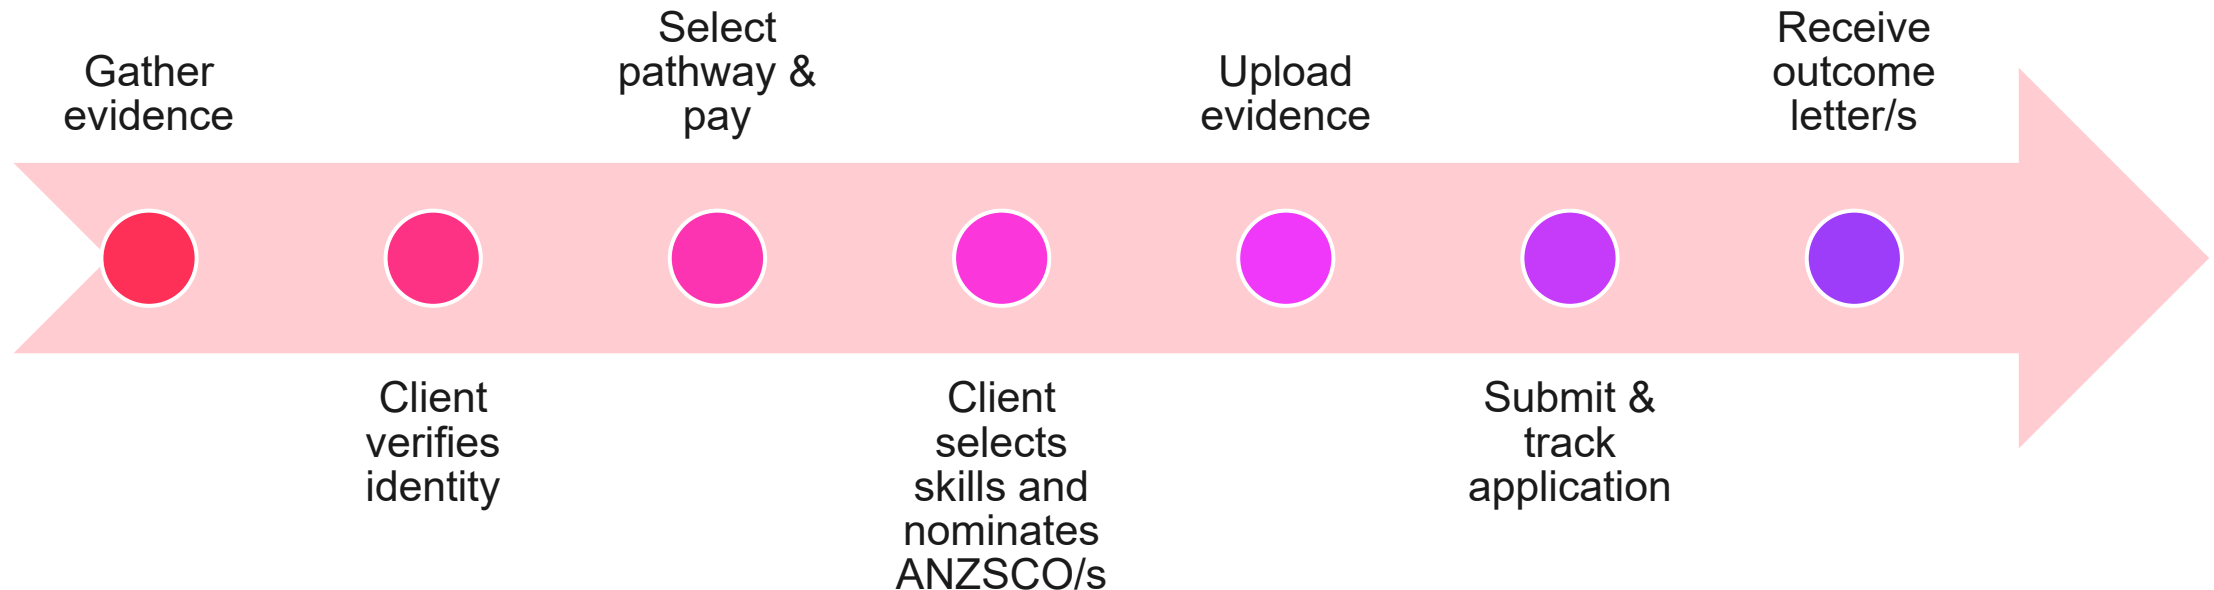 Gather
evidence
Client
verifies
identity
Select
pathway &
pay
Client
selects
skills and
nominates
ANZSCO/s
Upload
evidence
Submit &
track
application
Receive
outcome
letter/s